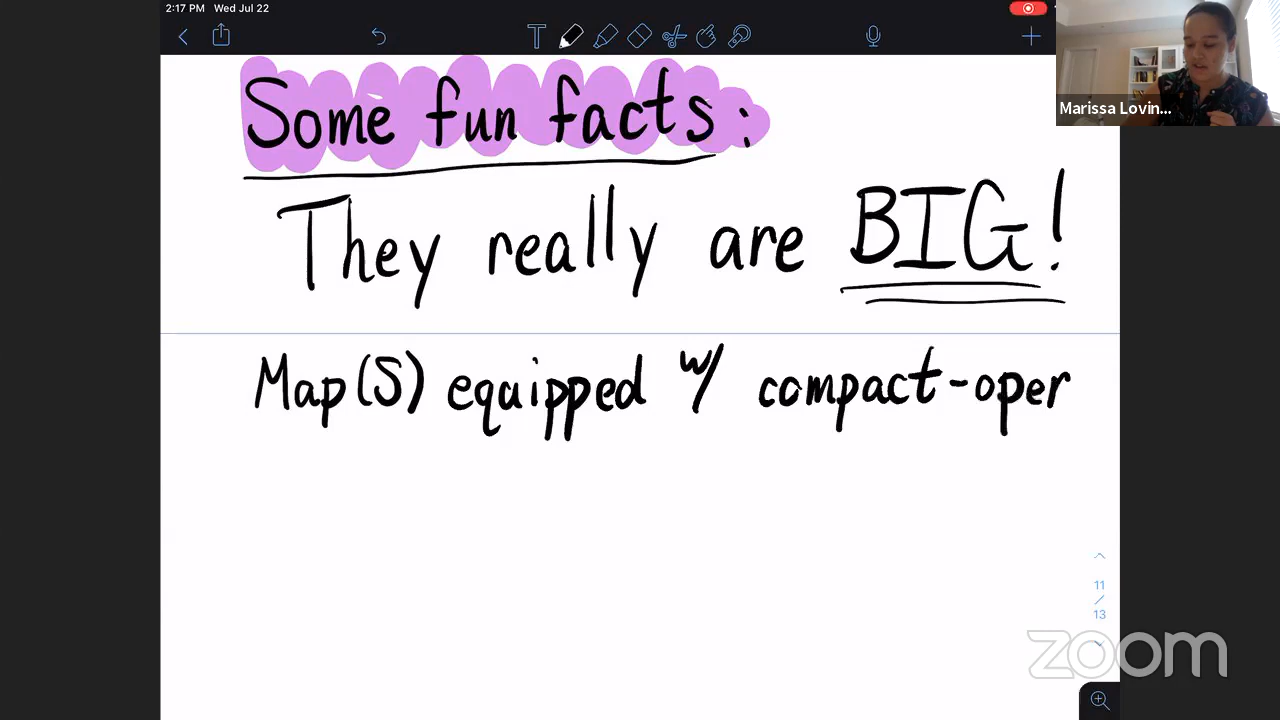 2:17 PM Wed Jul 22
Marissa Lovin...
Some fun facts:
They really are BIG!
Map(S) equipped w/ compact-oper
11
/
13
zoom